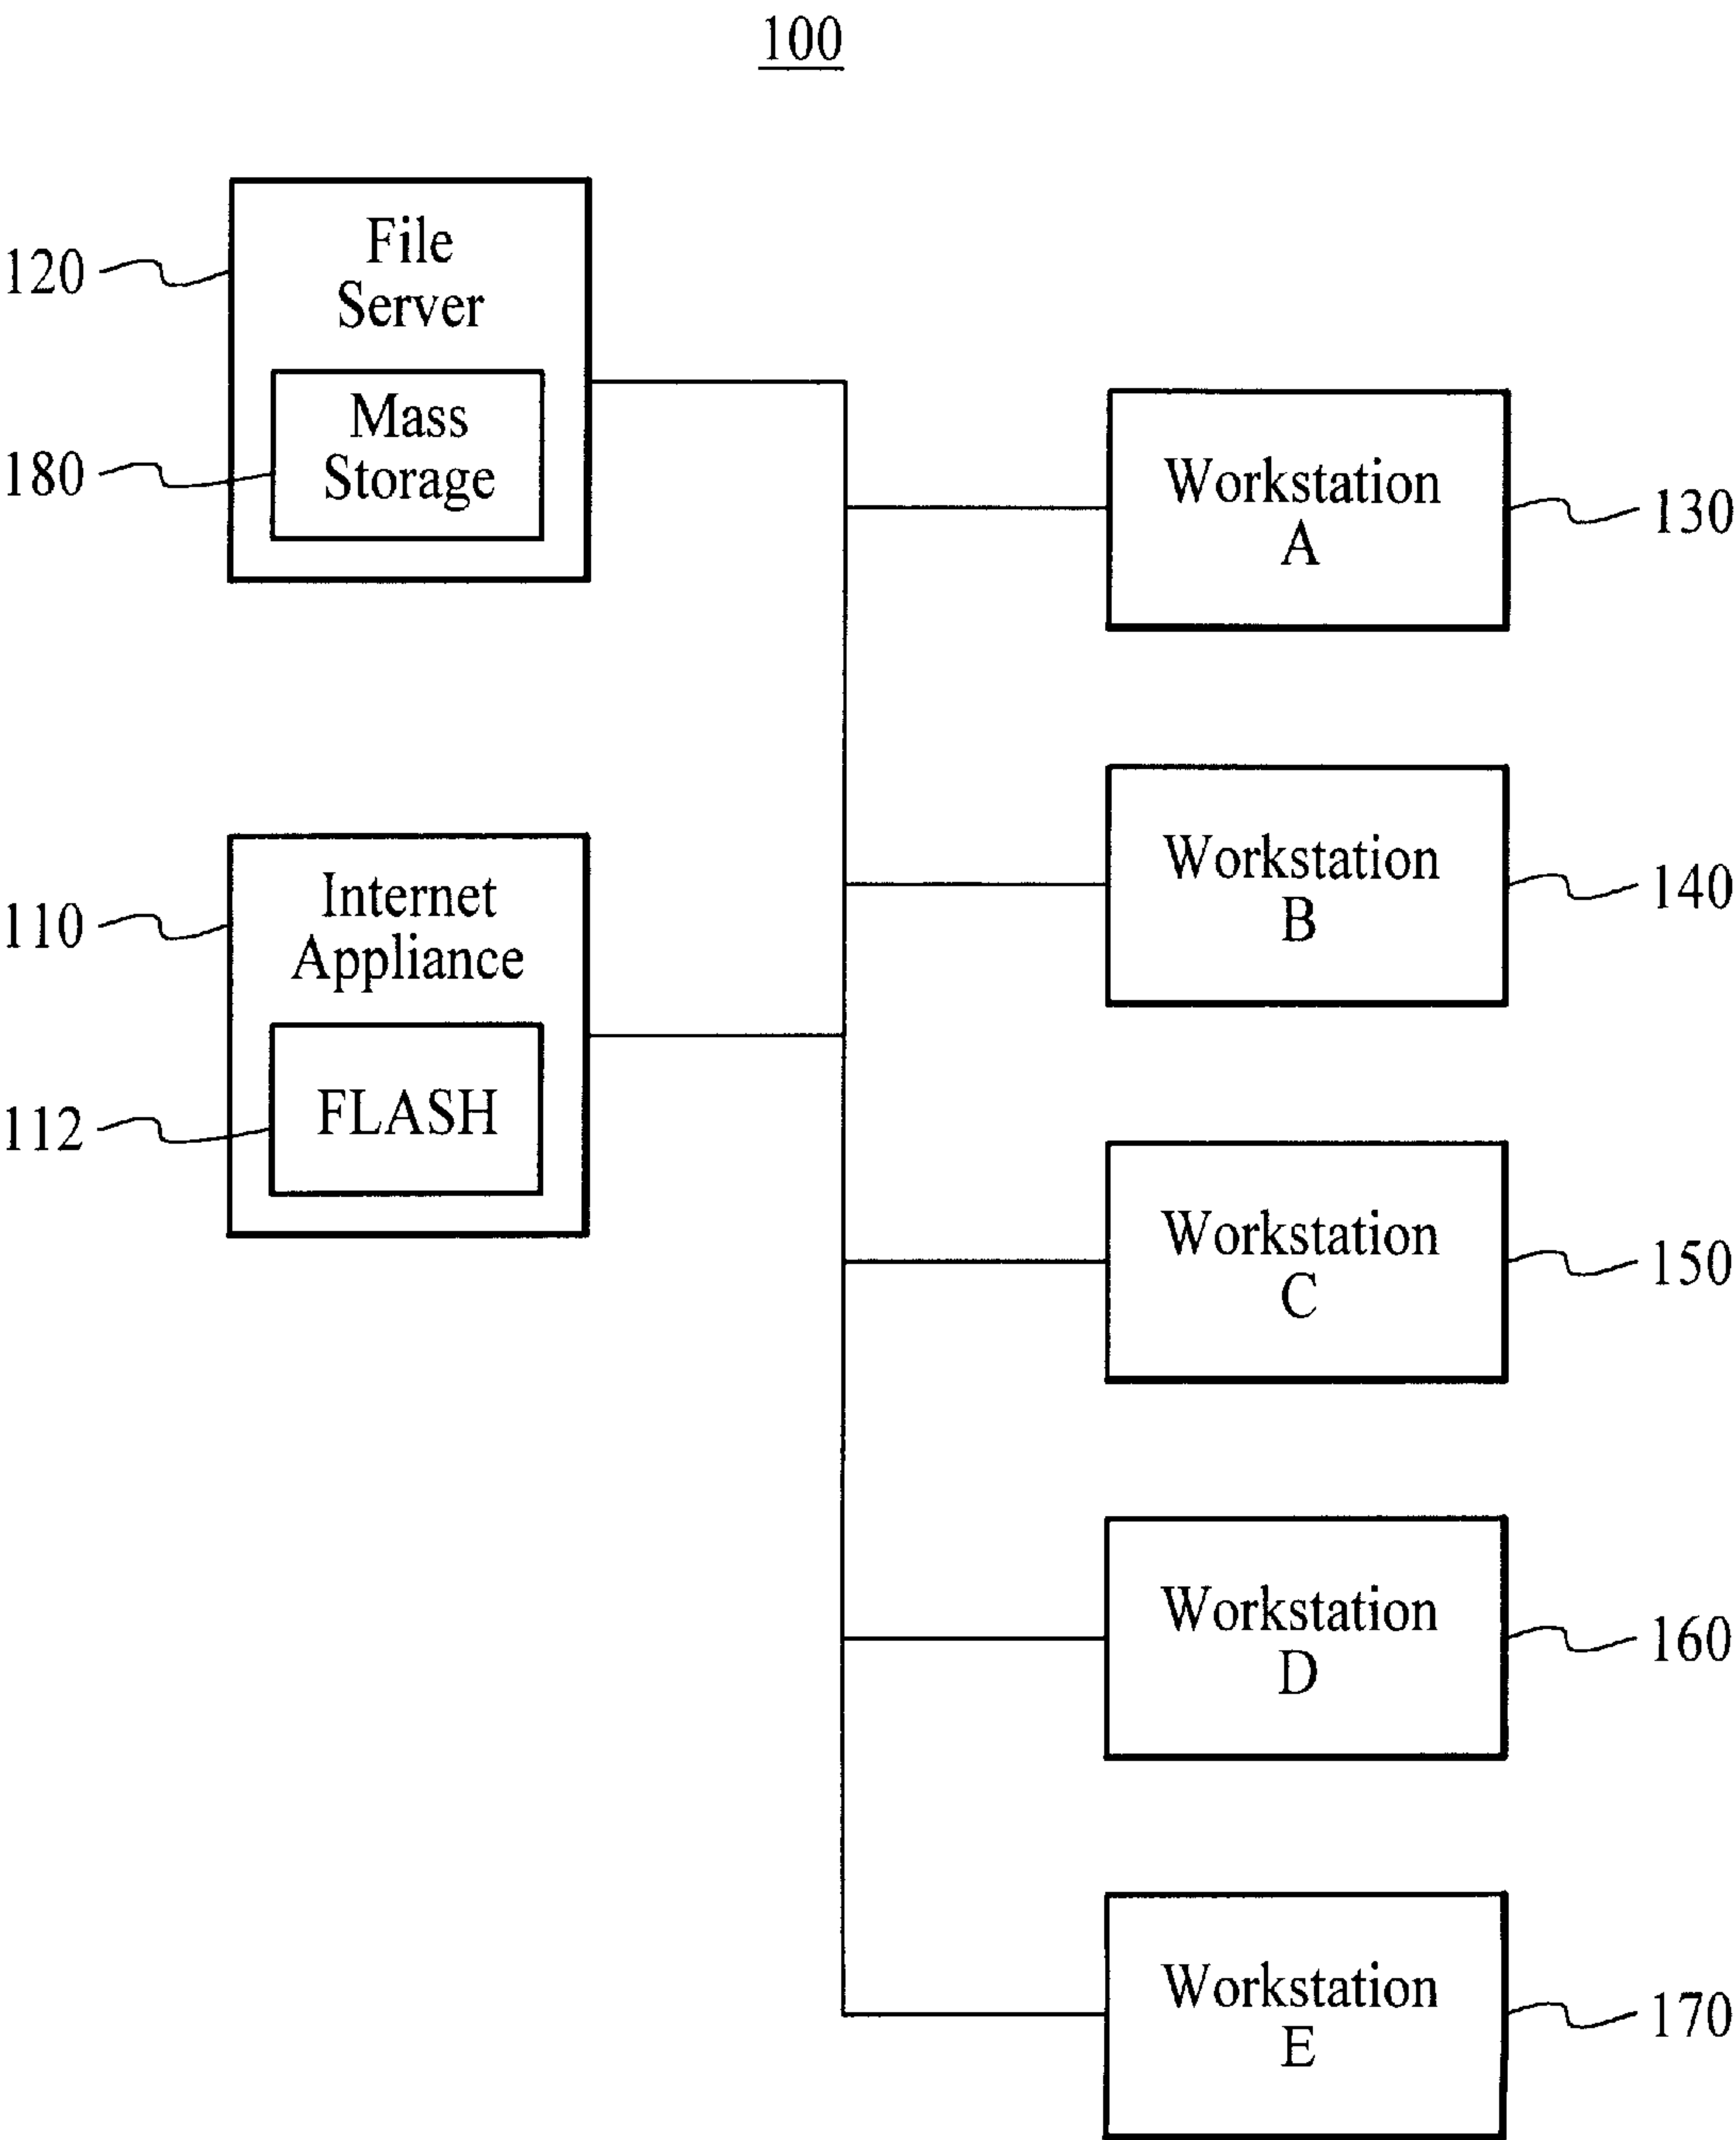 100
120
File
Server
180
Mass
Storage
Workstation
A
130
Workstation
B
140
110
Internet
Appliance
112
FLASH
Workstation
C
150
Workstation
D
160
Workstation
E
170